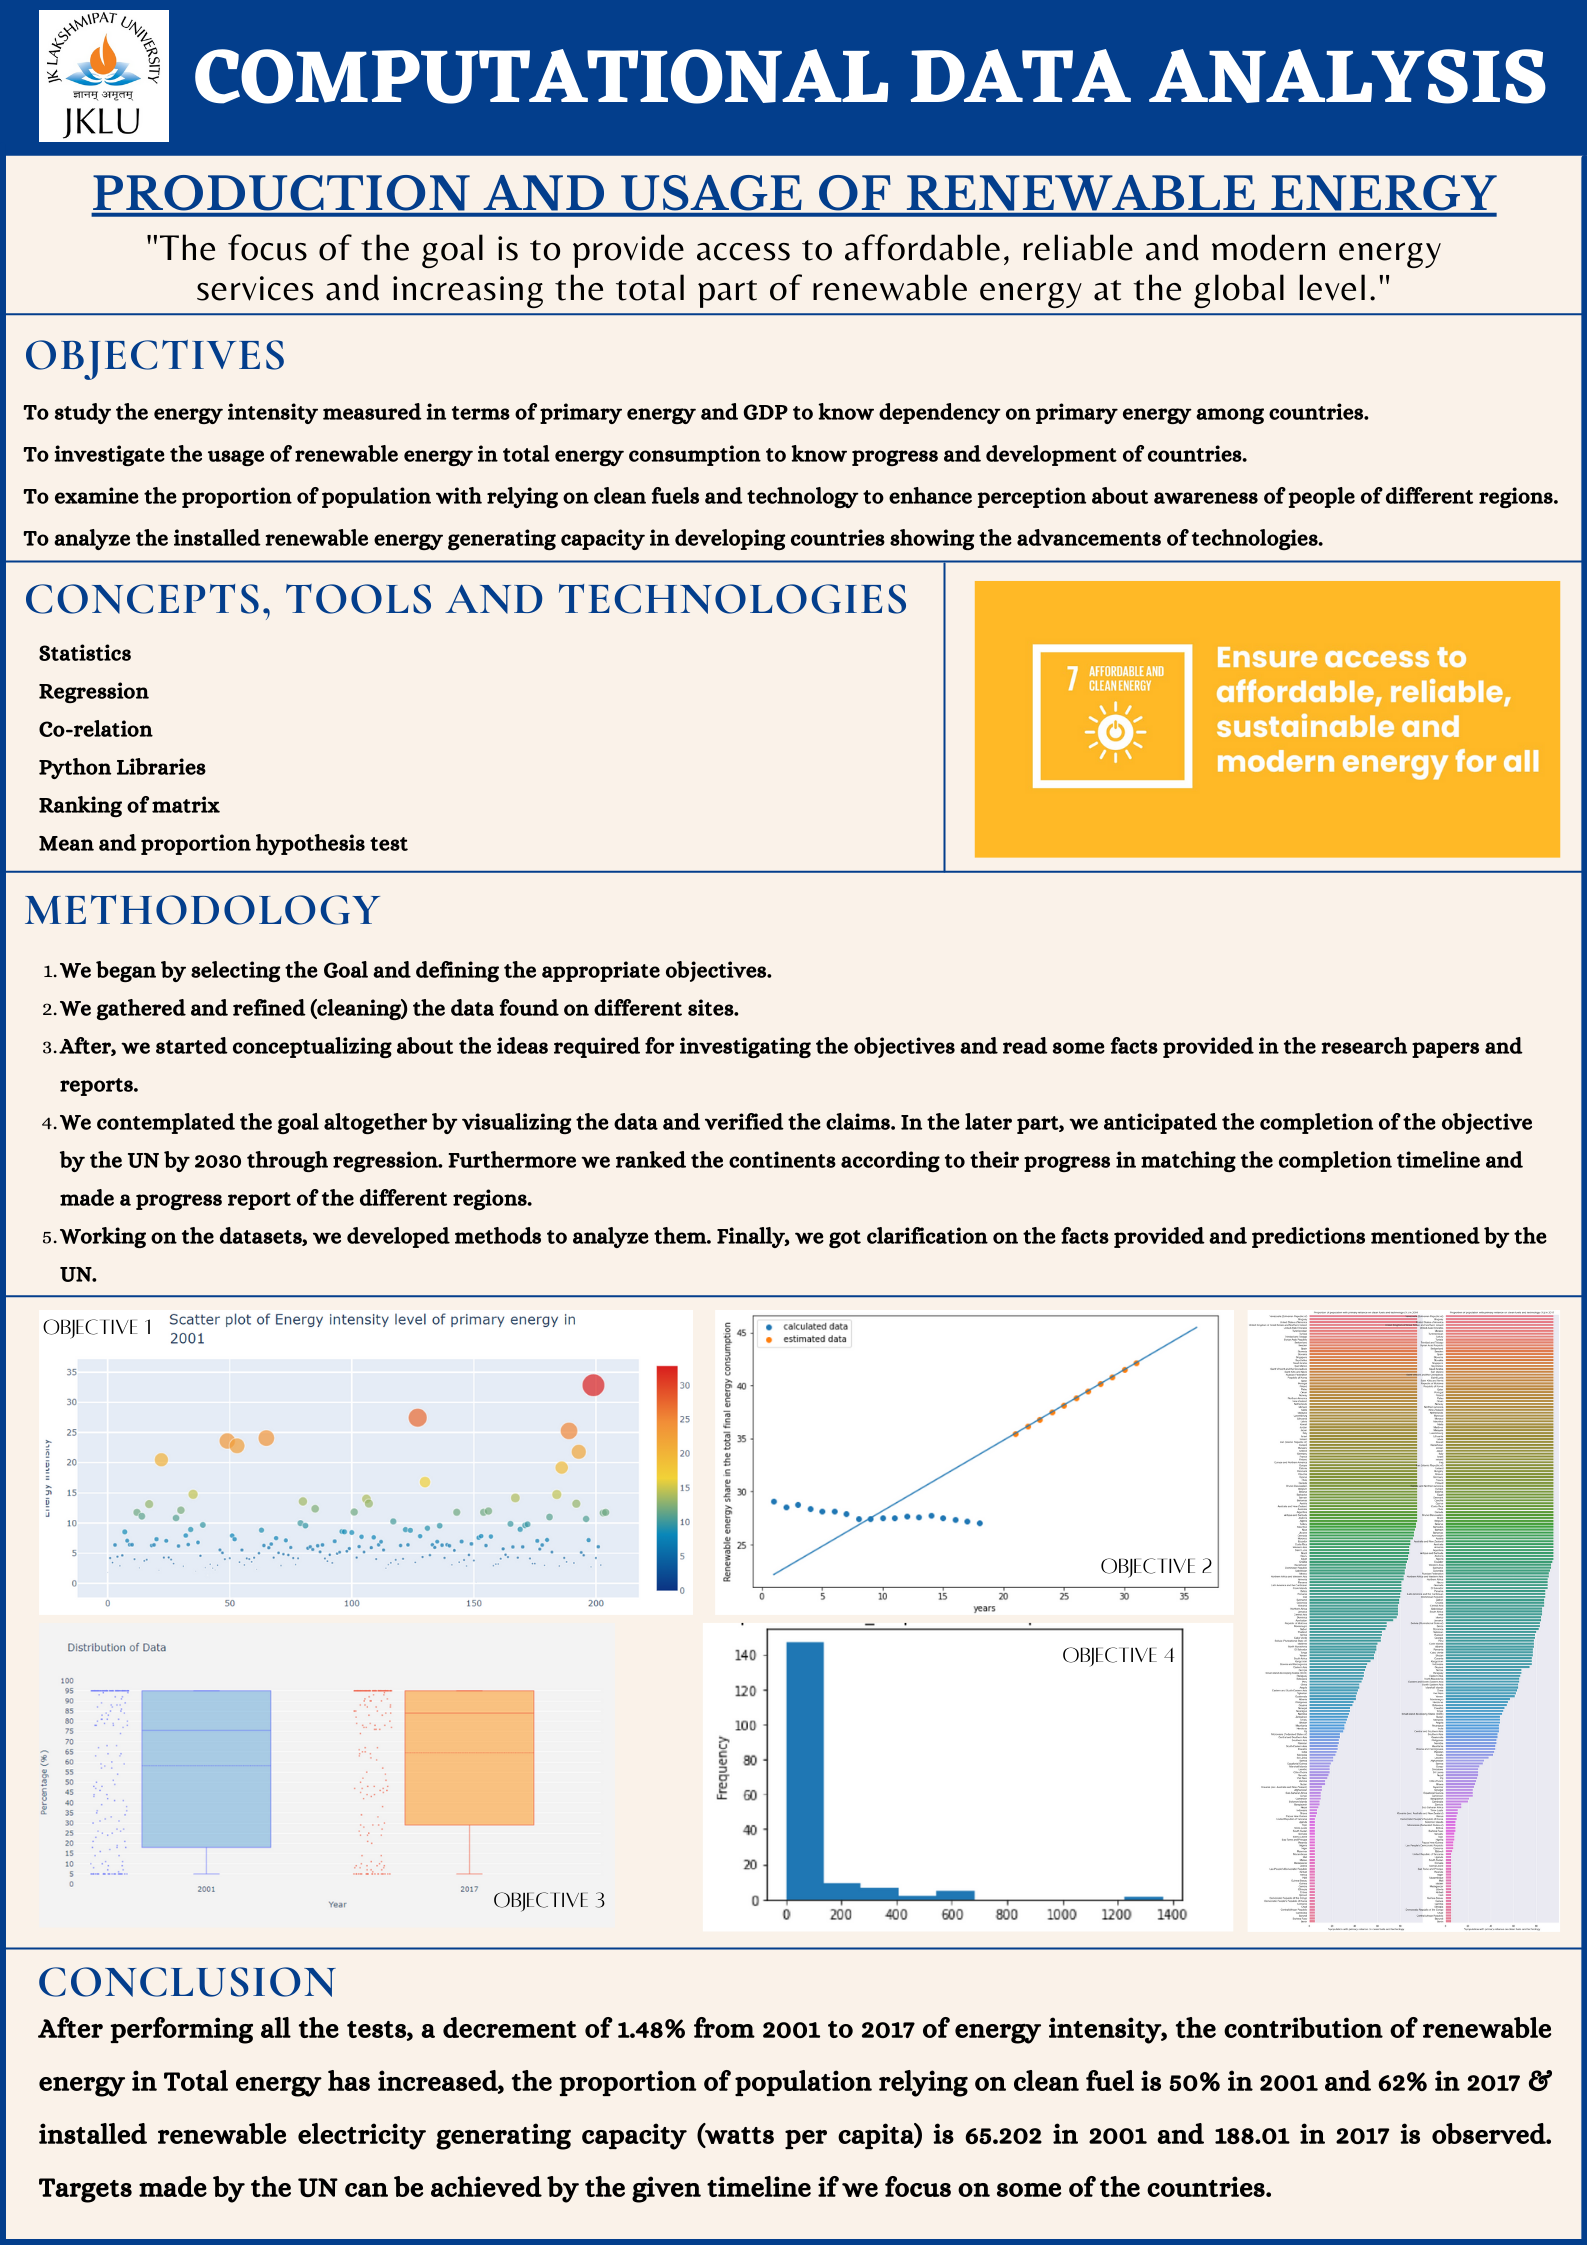 JK LAKSHMIPAT UNIVERSITY
ज्ञानम् अमृतम्
JKLU
COMPUTATIONAL DATA ANALYSIS
PRODUCTION AND USAGE OF RENEWABLE ENERGY
"The focus of the goal is to provide access to affordable, reliable and modern energy
services and increasing the total part of renewable energy at the global level."
OBJECTIVES
To study the energy intensity measured in terms of primary energy and GDP to know dependency on primary energy among countries.
To investigate the usage of renewable energy in total energy consumption to know progress and development of countries.
To examine the proportion of population with relying on clean fuels and technology to enhance perception about awareness of people of different regions.
To analyze the installed renewable energy generating capacity in developing countries showing the advancements of technologies.
CONCEPTS, TOOLS AND TECHNOLOGIES
Statistics
Regression
Co-relation
Python Libraries
Ranking of matrix
Mean and proportion hypothesis test
7 AFFORDABLE AND
CLEAN ENERGY
Ensure access to
affordable, reliable,
sustainable and
modern energy for all
METHODOLOGY
1. We began by selecting the Goal and defining the appropriate objectives.
2. We gathered and refined (cleaning) the data found on different sites.
3. After, we started conceptualizing about the ideas required for investigating the objectives and read some facts provided in the research papers and
reports.
4. We contemplated the goal altogether by visualizing the data and verified the claims. In the later part, we anticipated the completion of the objective
by the UN by 2030 through regression. Furthermore we ranked the continents according to their progress in matching the completion timeline and
made a progress report of the different regions.
5. Working on the datasets, we developed methods to analyze them. Finally, we got clarification on the facts provided and predictions mentioned by the
UN.
OBJECTIVE 1
Scatter plot of Energy intensity level of primary energy in
2001
Energy Intensity
35
30
25
20
15
10
5
0
0 50 100 150 200
30
25
20
15
10
5
0
calculated data
estimated data
Renewable energy share in the total final energy consumption
45
40
35
30
25
0 5 10 15 20 25 30 35
years
OBJECTIVE 2
Distribution of Data
Percentage (%)
100
95
90
85
80
75
70
65
60
55
50
45
40
35
30
25
20
15
10
5
0
2001 2017
Year
OBJECTIVE 3
OBJECTIVE 4
Frequency
140
120
100
80
60
40
20
0
0 200 400 600 800 1000 1200 1400
CONCLUSION
After performing all the tests, a decrement of 1.48% from 2001 to 2017 of energy intensity, the contribution of renewable
energy in Total energy has increased, the proportion of population relying on clean fuel is 50% in 2001 and 62% in 2017 &
installed renewable electricity generating capacity (watts per capita) is 65.202 in 2001 and 188.01 in 2017 is observed.
Targets made by the UN can be achieved by the given timeline if we focus on some of the countries.